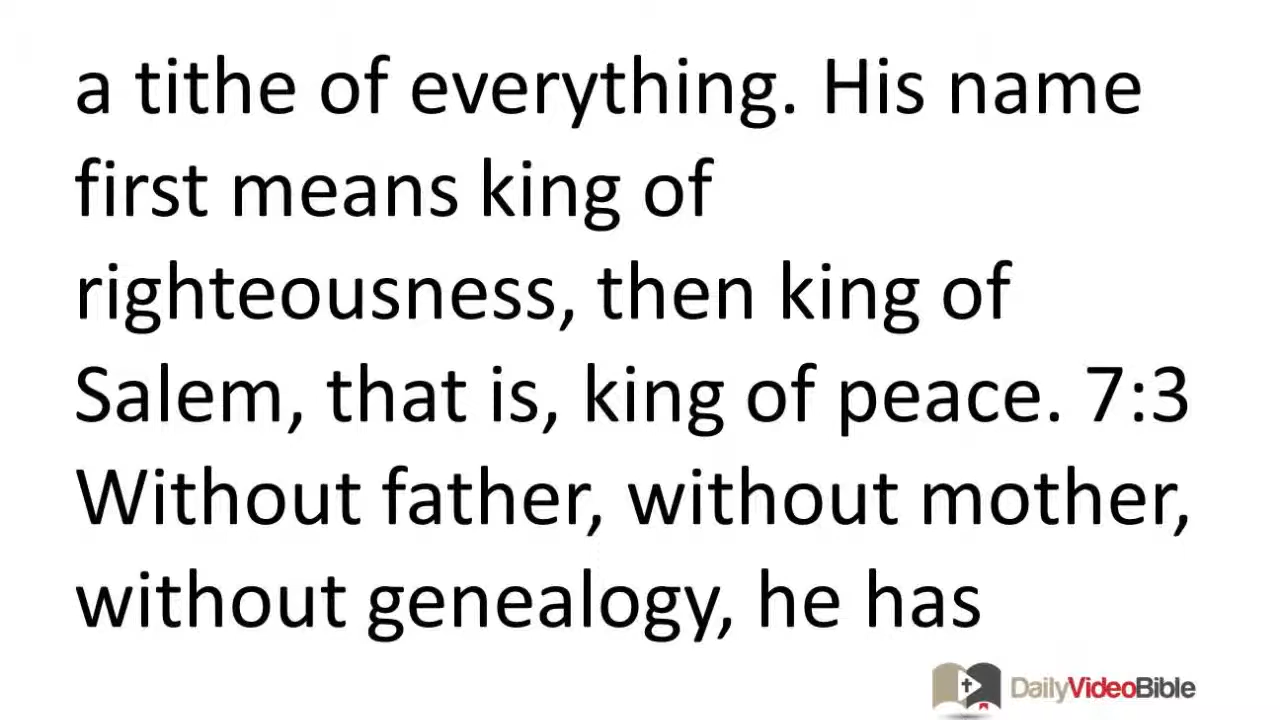 a tithe of everything. His name
first means king of
righteousness, then king of
Salem, that is, king of peace. 7:3
Without father, without mother,
without genealogy, he has
DailyVideoBible